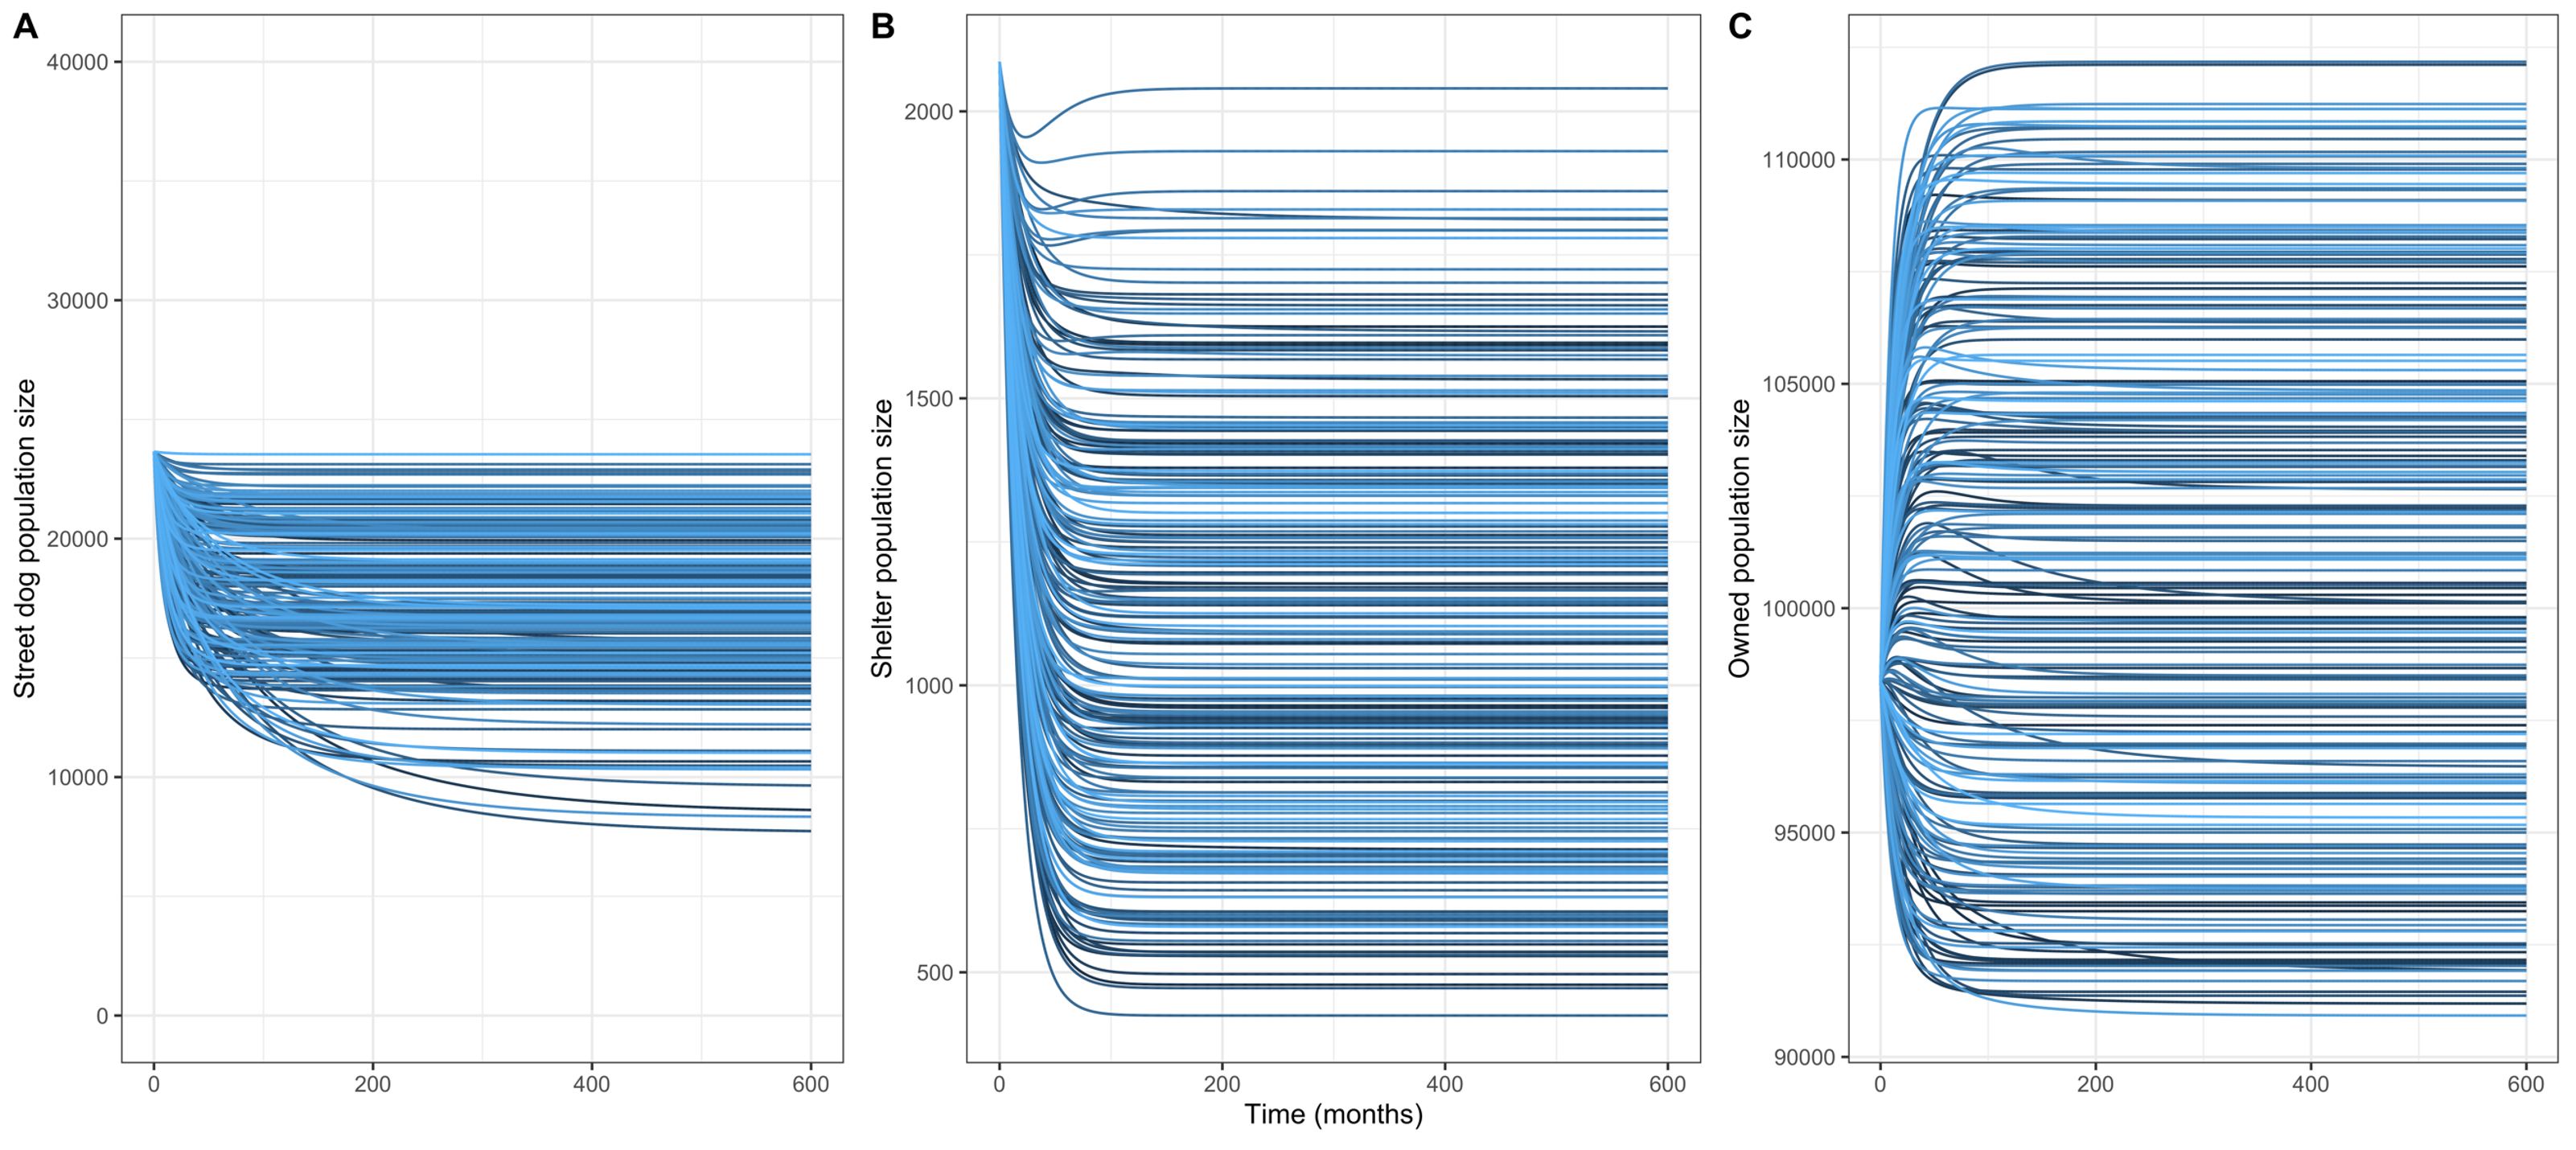 A
Street dog population size
40000
30000
20000
10000
0
0 200 400 600
B
Shelter population size
2000
1500
1000
500
0 200 400 600
Time (months)
C
Owned population size
110000
105000
100000
95000
90000
0 200 400 600